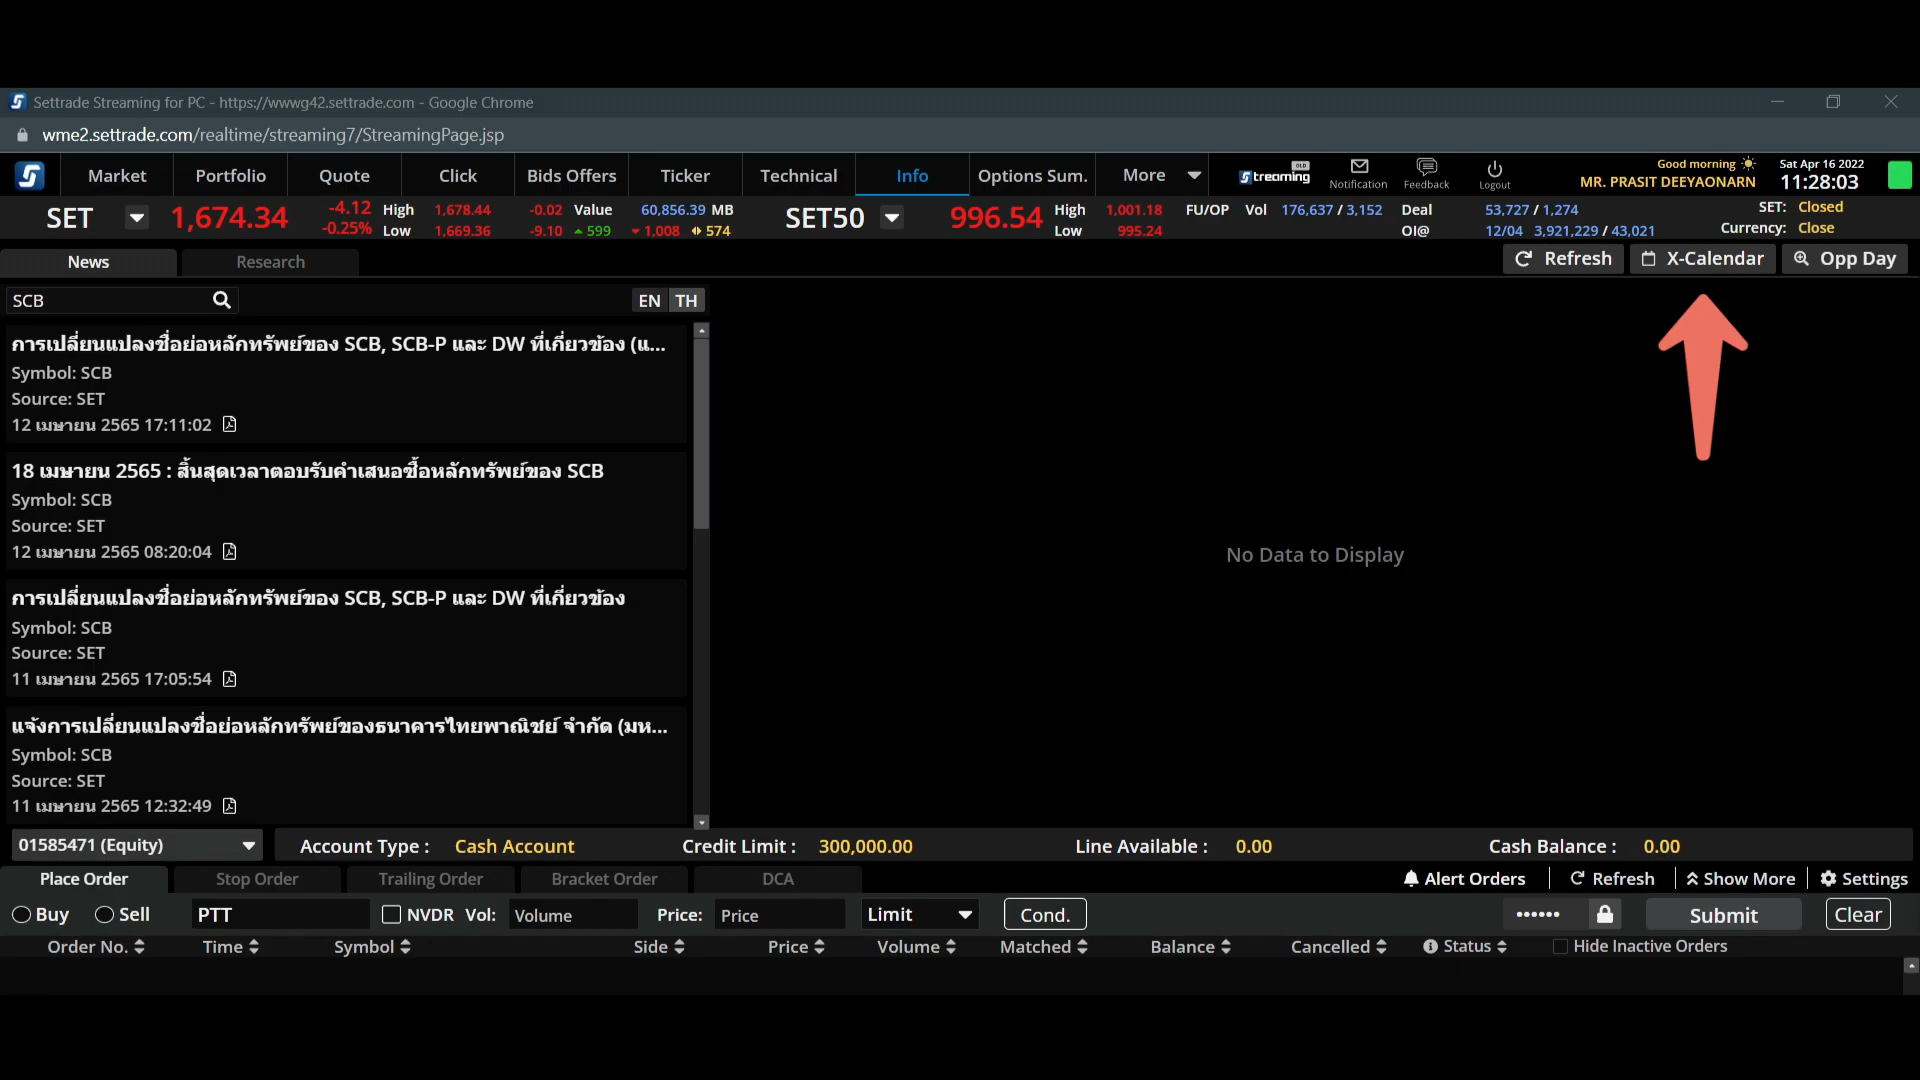 Settrade Streaming for PC - https://wwwg42.settrade.com - Google Chrome
wme2.settrade.com/realtime/streaming7/StreamingPage.jsp
Market Portfolio Quote Click Bids Offers Ticker Technical Info Options Sum. More Streaming OLD Notification Feedback Logout
Good morning Sat Apr 16 2022
MR. PRASIT DEEYAONARN 11:28:03
SET 1,674.34 -4.12 High 1,678.44 -0.02 Value 60,856.39 MB SET50 996.54 High 1,001.18 FU/OP Vol 176,637 / 3,152 Deal 53,727 / 1,274 SET: Closed
-0.25% Low 1,669.36 -9.10 599 1,008 574 Low 995.24 OI@ 12/04 3,921,229 / 43,021 Currency: Close
News Research Refresh X-Calendar Opp Day
SCB EN TH
การเปลี่ยนแปลงชื่อย่อหลักทรัพย์ของ SCB, SCB-P และ DW ที่เกี่ยวข้อง (แ...
Symbol: SCB
Source: SET
12 เมษายน 2565 17:11:02
18 เมษายน 2565 : สิ้นสุดเวลาตอบรับคำเสนอซื้อหลักทรัพย์ของ SCB
Symbol: SCB
Source: SET
12 เมษายน 2565 08:20:04
No Data to Display
การเปลี่ยนแปลงชื่อย่อหลักทรัพย์ของ SCB, SCB-P และ DW ที่เกี่ยวข้อง
Symbol: SCB
Source: SET
11 เมษายน 2565 17:05:54
แจ้งการเปลี่ยนแปลงชื่อย่อหลักทรัพย์ของธนาคารไทยพาณิชย์ จำกัด (มห...
Symbol: SCB
Source: SET
11 เมษายน 2565 12:32:49
01585471 (Equity) Account Type : Cash Account Credit Limit : 300,000.00 Line Available : 0.00 Cash Balance : 0.00
Place Order Stop Order Trailing Order Bracket Order DCA Alert Orders Refresh Show More Settings
Buy Sell PTT NVDR Vol: Volume Price: Price Limit Cond. •••••• Submit Clear
Order No. Time Symbol Side Price Volume Matched Balance Cancelled Status Hide Inactive Orders